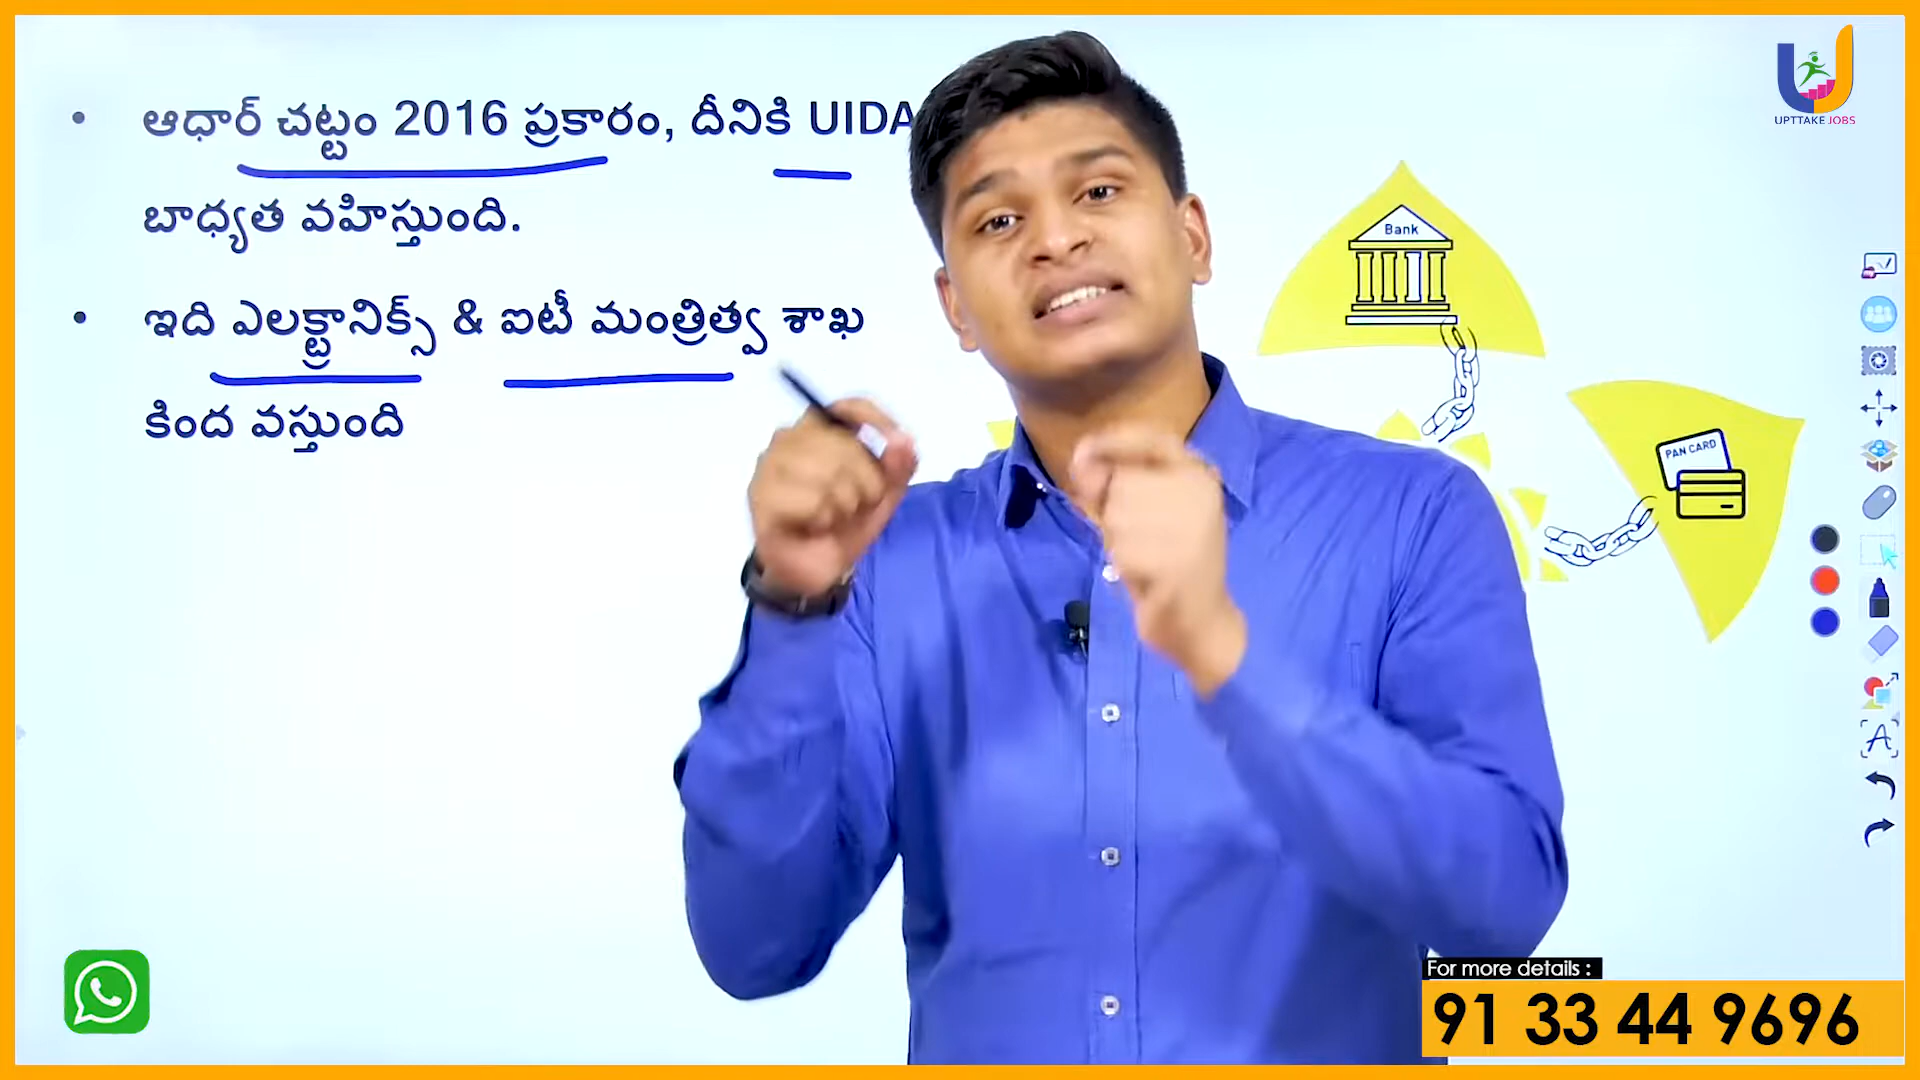 ఆధార్ చట్టం 2016 ప్రకారం, దీనికి UIDA
బాధ్యత వహిస్తుంది.
ఇది ఎలక్ట్రానిక్స్ & ఐటీ మంత్రిత్వ శాఖ
కింద వస్తుంది
UPTTAKE JOBS
Bank
PAN CARD
A
For more details :
91 33 44 9696